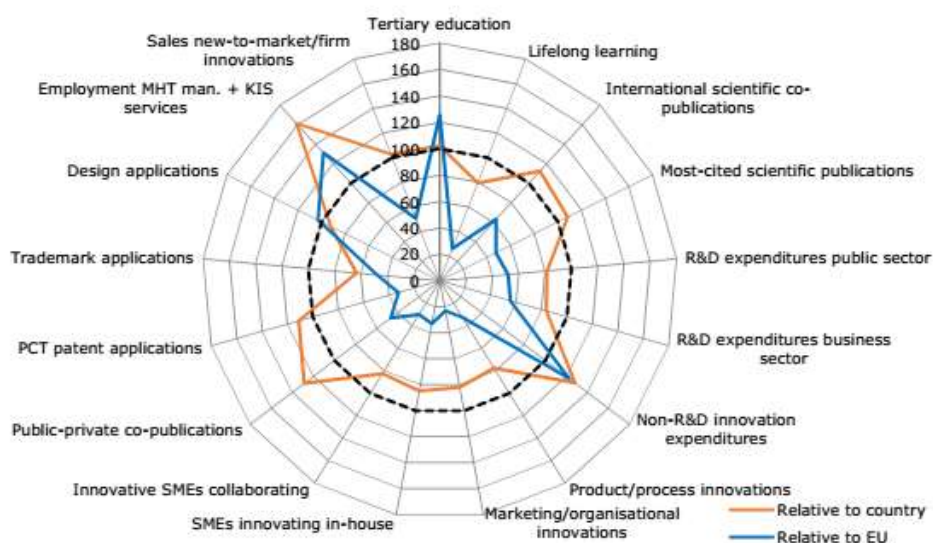 Tertiary education
Sales new-to-market/firm
innovations
Lifelong learning
Employment MHT man. + KIS
services
International scientific co-
publications
Design applications
Most-cited scientific publications
Trademark applications
R&D expenditures public sector
PCT patent applications
R&D expenditures business
sector
Public-private co-publications
Non-R&D innovation
expenditures
Innovative SMEs collaborating
Product/process innovations
SMEs innovating in-house
Marketing/organisational
innovations
180
160
140
120
100
80
60
40
20
0
Relative to country
Relative to EU